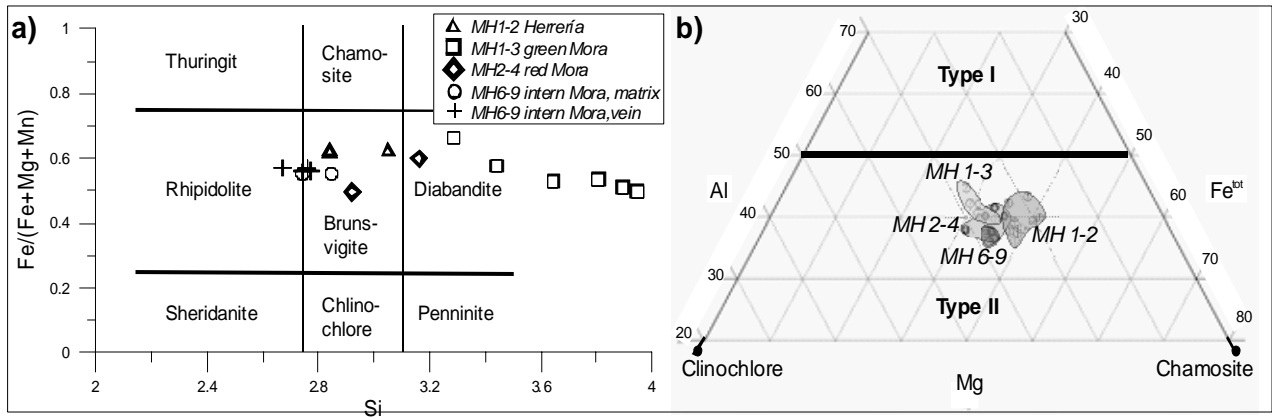 a)
Fe/(Fe+Mg+Mn)
1
0.8
0.6
0.4
0.2
0
Thuringit
Chamo-
site
MH1-2 Herrería
MH1-3 green Mora
MH2-4 red Mora
MH6-9 intern Mora, matrix
MH6-9 intern Mora, vein
Rhipidolite
Bruns-
vigite
Diabandite
Sheridanite
Chlino-
chlore
Penninite
2
2.4
2.8
3.2
3.6
4
Si
b)
30
70
40
60
50
50
60
40
70
30
80
20
Type I
Al
Fe tot
MH 1-3
MH 2-4
MH 6-9
MH 1-2
Type II
Clinochlore
Chamosite
Mg